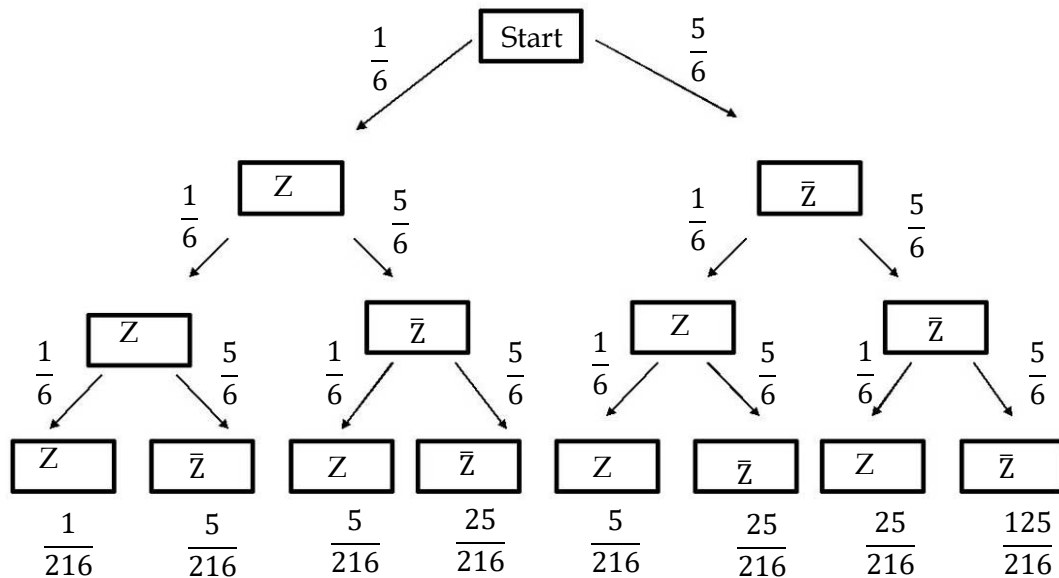 Start
1/6 5/6
Z Z̄
1/6 5/6 1/6 5/6
Z Z̄ Z Z̄
1/6 5/6 1/6 5/6 1/6 5/6 1/6 5/6
Z Z̄ Z Z̄ Z Z̄ Z Z̄
1/216 5/216 5/216 25/216 5/216 25/216 25/216 125/216